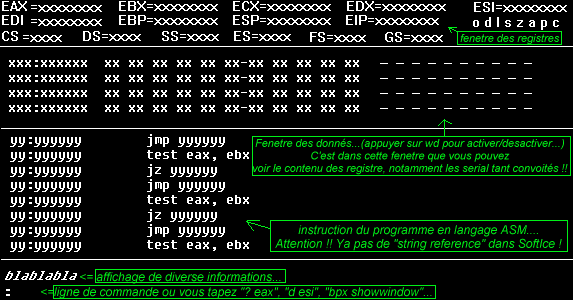 EAX =xxxxxxxx EBX=xxxxxxxx ECX=xxxxxxxx EDX=xxxxxxxx ESI=xxxxxxxx
EDI =xxxxxxxx EBP=xxxxxxxx ESP=xxxxxxxx EIP=xxxxxxxx o d I s z a p c
CS =xxxx DS=xxxx SS=xxxx ES=xxxx FS=xxxx GS=xxxx
fenetre des registres
xxx:xxxxxx xx xx xx xx xx xx-xx xx xx xx xx xx - - - - - - - - - -
xxx:xxxxxx xx xx xx xx xx xx-xx xx xx xx xx xx - - - - - - - - - -
xxx:xxxxxx xx xx xx xx xx xx-xx xx xx xx xx xx - - - - - - - - - -
xxx:xxxxxx xx xx xx xx xx xx-xx xx xx xx xx xx - - - - - - - - - -
Fenetre des donnés...(appuyer sur wd pour activer/desactiver...)
C'est dans cette fenetre que vous pouvez
voir le contenu des registre, notamment les serial tant convoités !!
yy:yyyyyy jmp yyyyyy
yy:yyyyyy test eax, ebx
yy:yyyyyy jz yyyyyy
yy:yyyyyy jmp yyyyyy
yy:yyyyyy test eax, ebx
yy:yyyyyy jz yyyyyy
yy:yyyyyy jmp yyyyyy
yy:yyyyyy test eax, ebx
instruction du programme en langage ASM....
Attention !! Ya pas de "string reference" dans SoftIce !
blablabla <= affichage de diverse informations...
: <= ligne de commande ou vous tapez "? eax", "d esi", "bpx showwindow"...